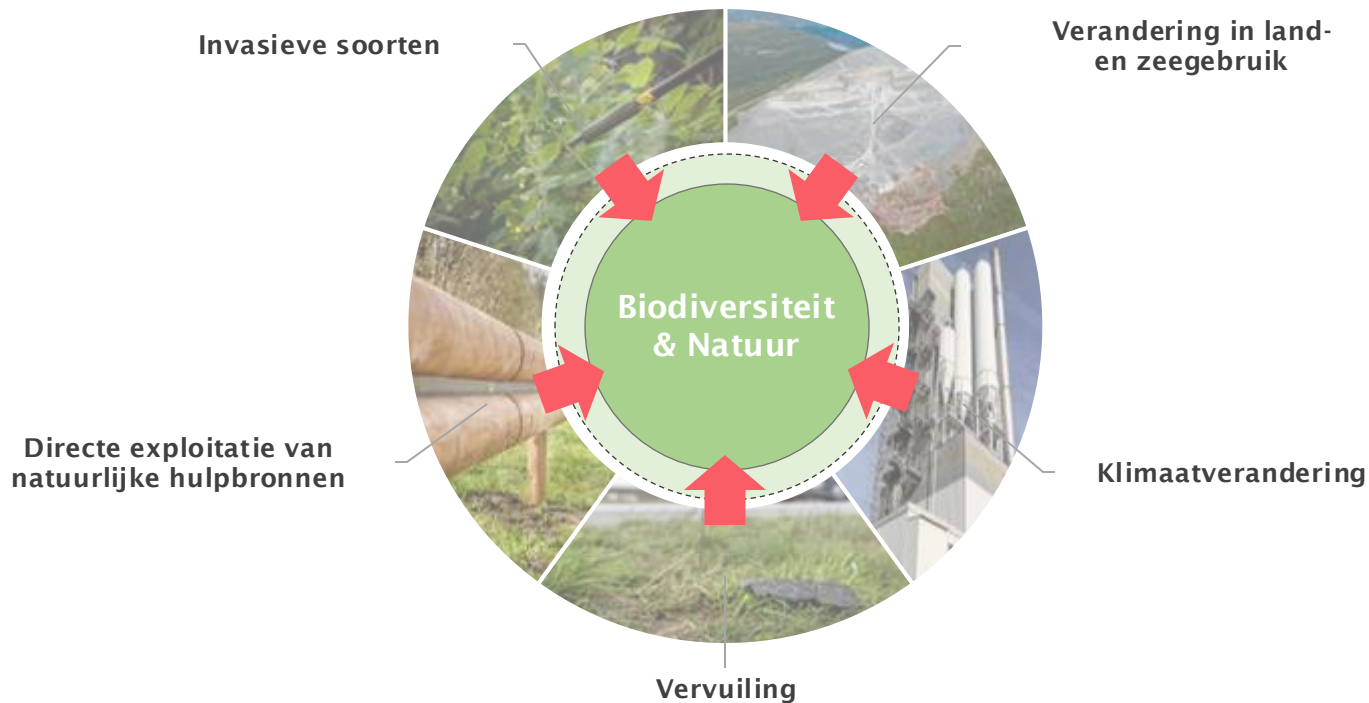 Invasieve soorten
Verandering in land-
en zeegebruik
Biodiversiteit
& Natuur
Directe exploitatie van
natuurlijke hulpbronnen
Klimaatverandering
Vervuiling